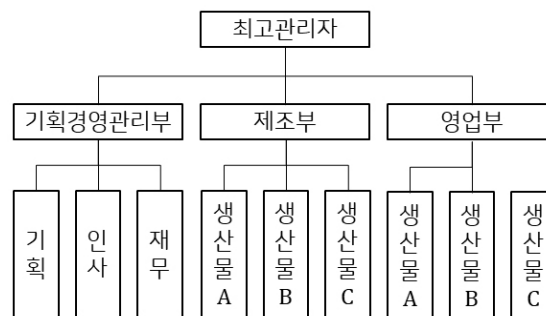 최고관리자
기획경영관리부 제조부 영업부
기획 인사 재무 생산물 A 생산물 B 생산물 C 생산물 A 생산물 B 생산물 C